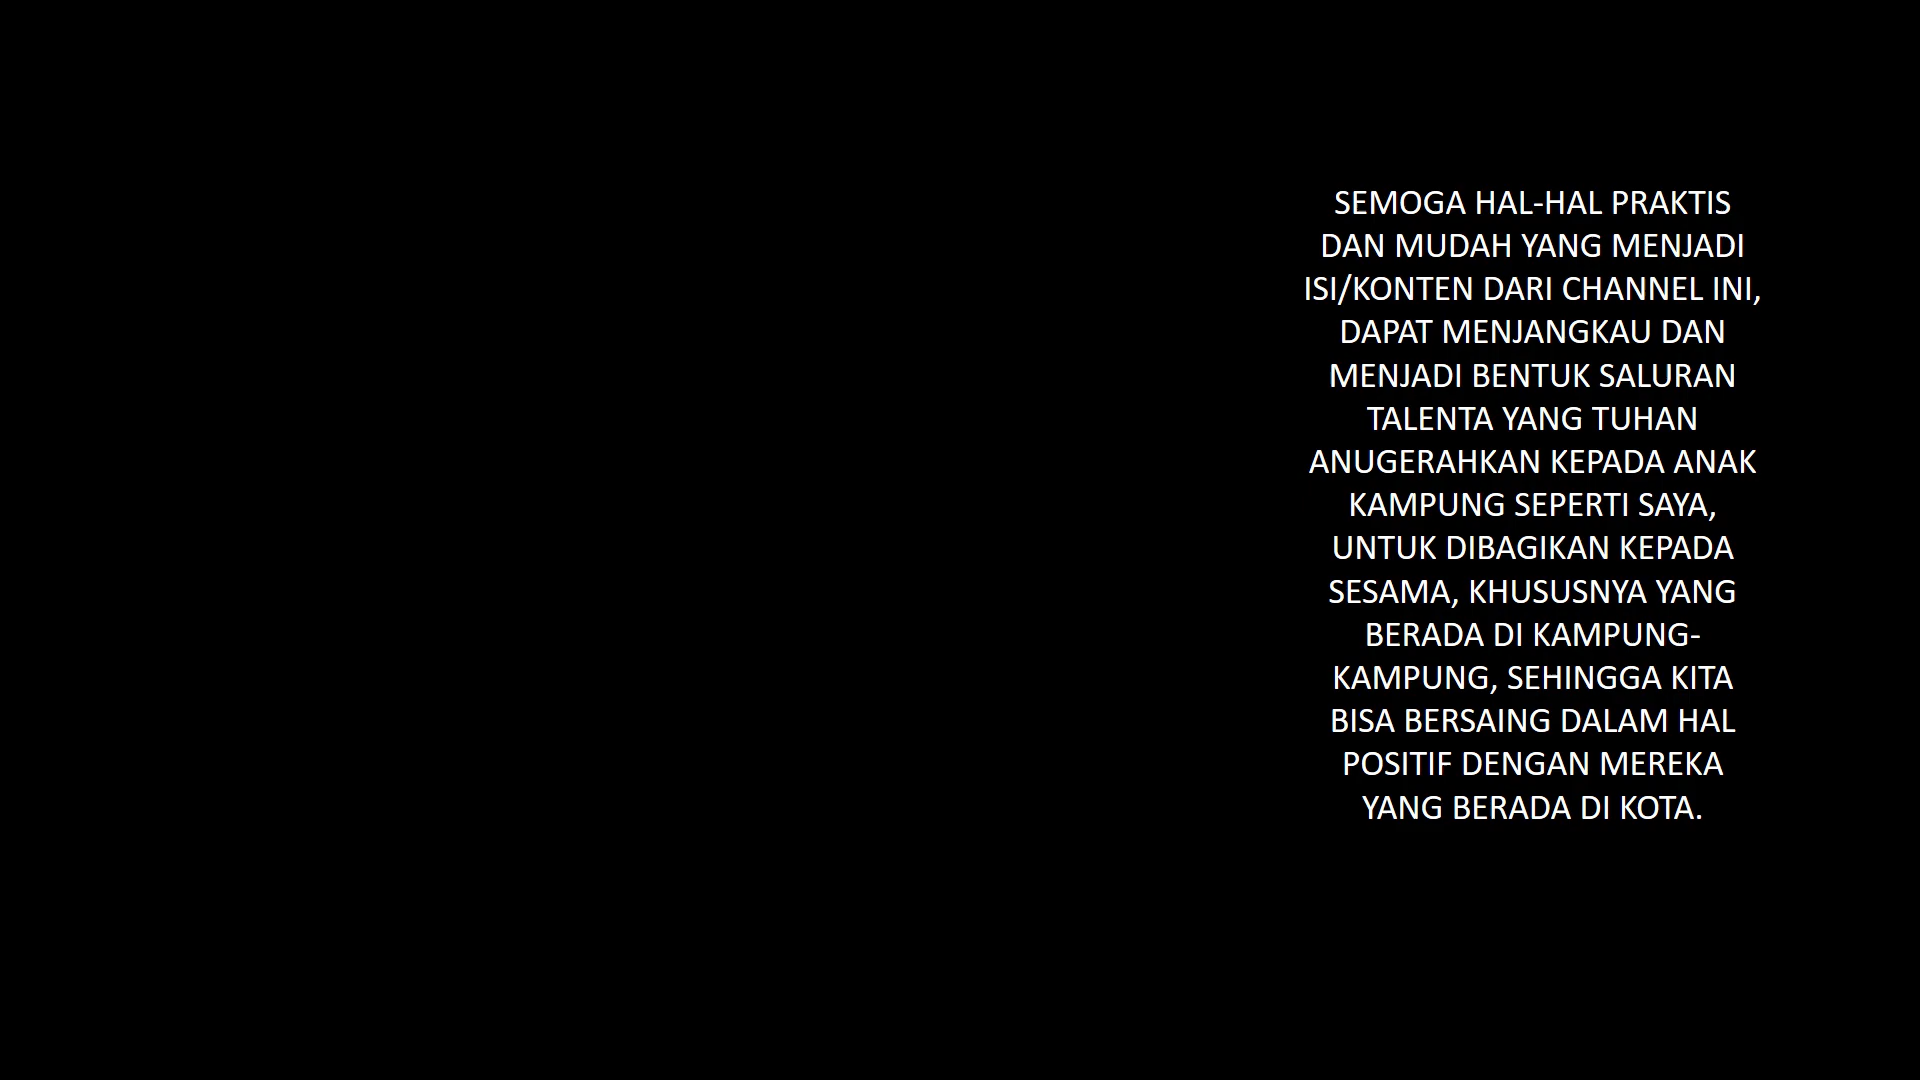 SEMOGA HAL-HAL PRAKTIS
DAN MUDAH YANG MENJADI
ISI/KONTEN DARI CHANNEL INI,
DAPAT MENJANGKAU DAN
MENJADI BENTUK SALURAN
TALENTA YANG TUHAN
ANUGERAHKAN KEPADA ANAK
KAMPUNG SEPERTI SAYA,
UNTUK DIBAGIKAN KEPADA
SESAMA, KHUSUSNYA YANG
BERADA DI KAMPUNG-
KAMPUNG, SEHINGGA KITA
BISA BERSAING DALAM HAL
POSITIF DENGAN MEREKA
YANG BERADA DI KOTA.